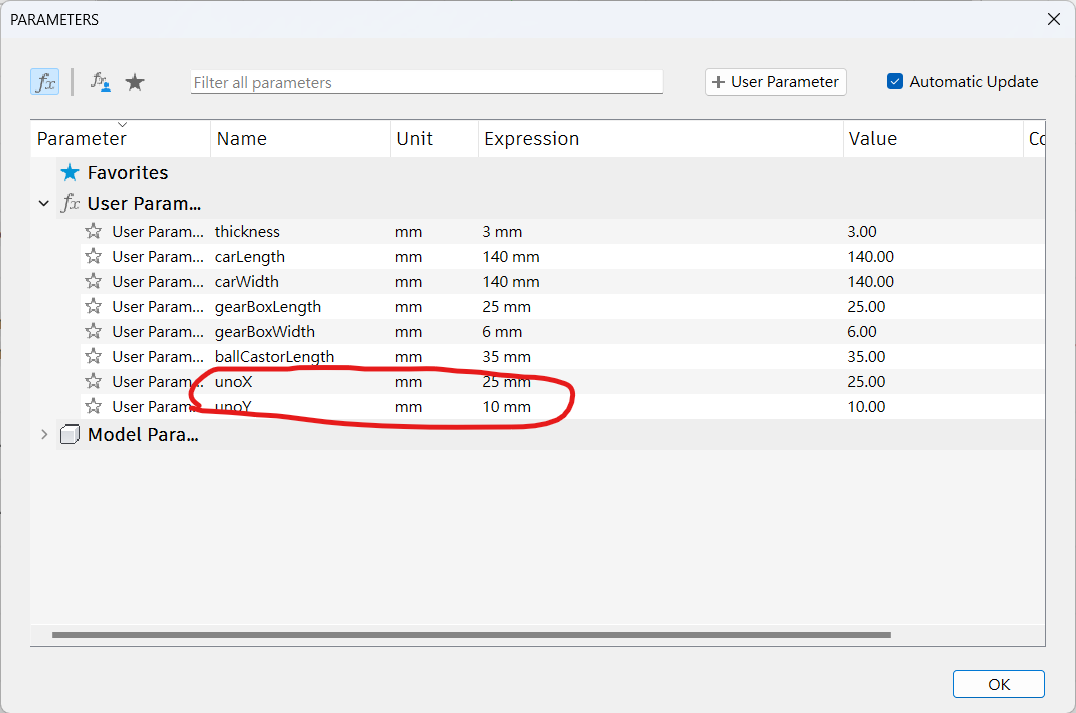 PARAMETERS
fx fx Filter all parameters + User Parameter Automatic Update
Parameter Name Unit Expression Value Co
Favorites
fx User Param...
User Param... thickness mm 3 mm 3.00
User Param... carLength mm 140 mm 140.00
User Param... carWidth mm 140 mm 140.00
User Param... gearBoxLength mm 25 mm 25.00
User Param... gearBoxWidth mm 6 mm 6.00
User Param... ballCastorLength mm 35 mm 35.00
User Param... unoX mm 25 mm 25.00
User Param... unoY mm 10 mm 10.00
Model Para...
OK